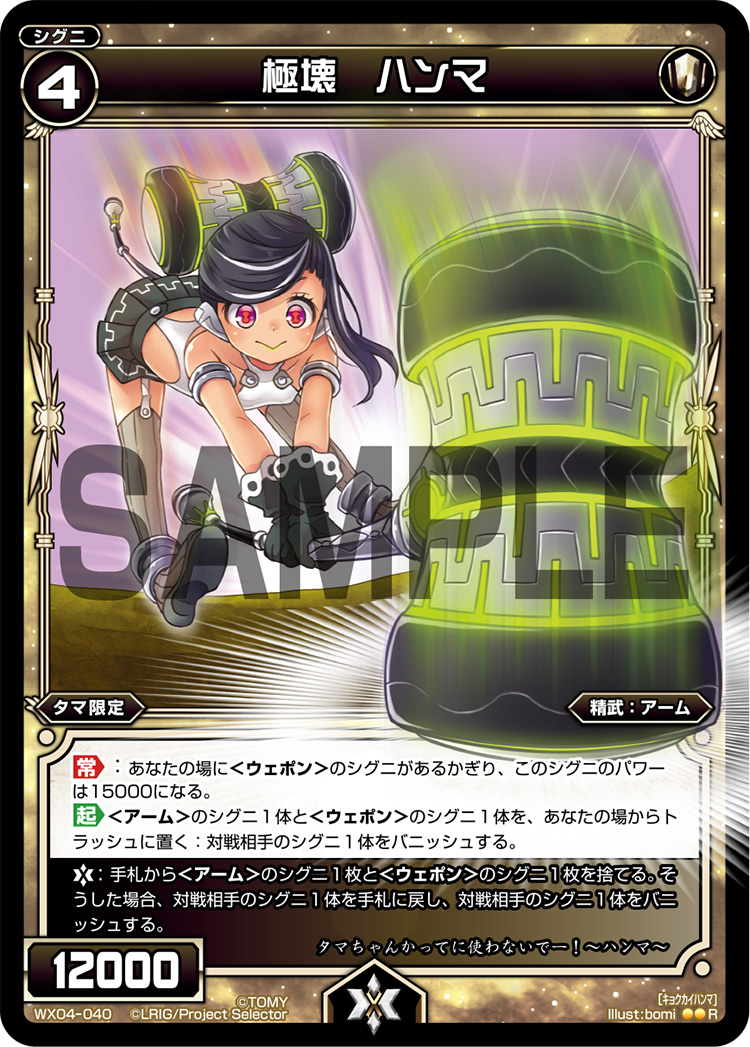 シグニ
4
極壊　ハンマ
SAMPLE
タマ限定
精武：アーム
常：あなたの場に<ウェポン>のシグニがあるかぎり、このシグニのパワー
は15000になる。
起<アーム>のシグニ１体と<ウェポン>のシグニ１体を、あなたの場からト
ラッシュに置く：対戦相手のシグニ１体をバニッシュする。
：手札から<アーム>のシグニ１枚と<ウェポン>のシグニ１枚を捨てる。そ
うした場合、対戦相手のシグニ１体を手札に戻し、対戦相手のシグニ１体をバニ
ッシュする。
タマちゃんかってに使わないでー！～ハンマ～
12000
©TOMY
[キョクカイハンマ]
WX04-040 ©LRIG/Project Selector
Illust:bomi R